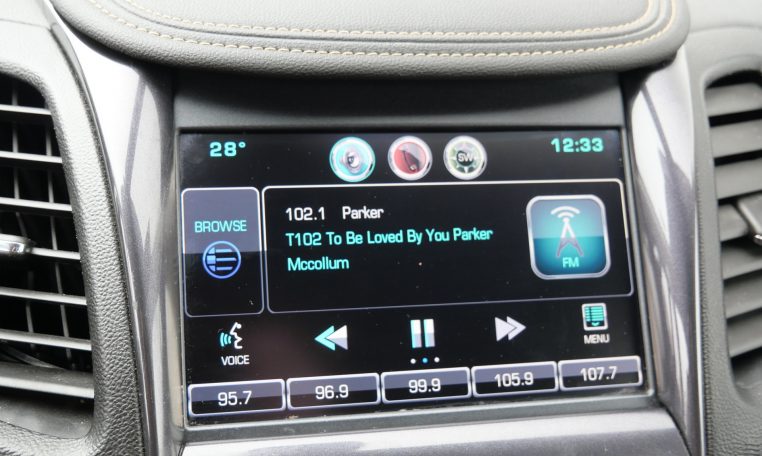 28°
SW
12:33
BROWSE
102.1 Parker
T102 To Be Loved By You Parker
Mccollum
FM
VOICE
MENU
95.7
96.9
99.9
105.9
107.7